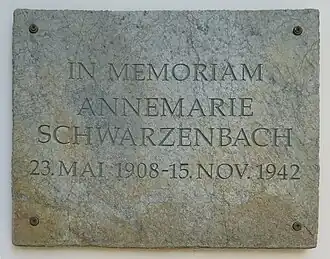 IN MEMORIAM
ANNEMARIE
SCHWARZENBACH
23. MAI 1908-15. NOV. 1942